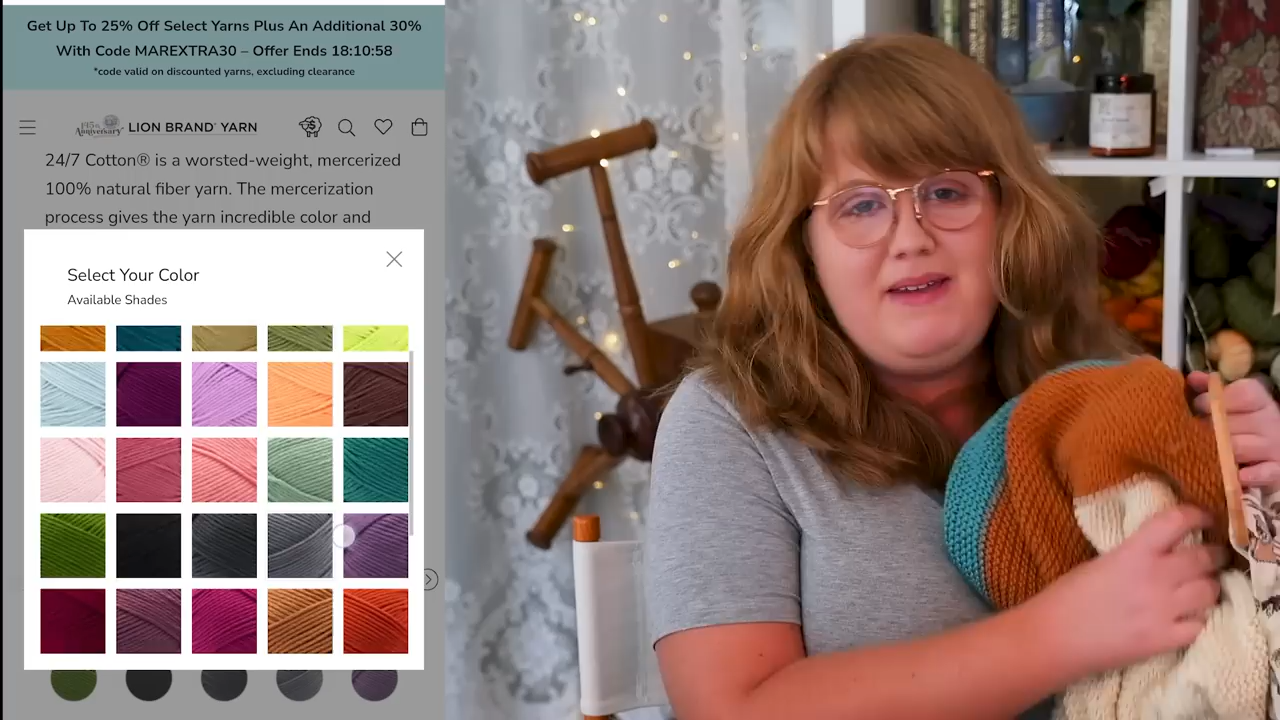 Get Up To 25% Off Select Yarns Plus An Additional 30%
With Code MAREXTRA30 – Offer Ends 18:10:58
*code valid on discounted yarns, excluding clearance
Anniversary LION BRAND® YARN
24/7 Cotton® is a worsted-weight, mercerized
100% natural fiber yarn. The mercerization
process gives the yarn incredible color and
Select Your Color
Available Shades